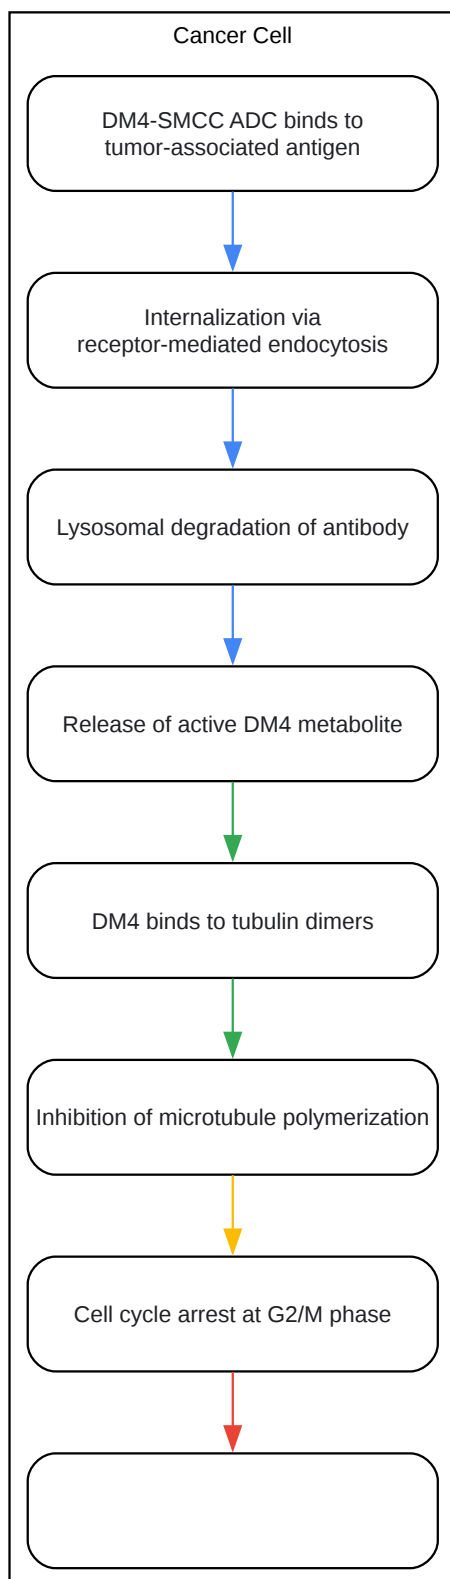 Cancer Cell
DM4-SMCC ADC binds to
tumor-associated antigen
Internalization via
receptor-mediated endocytosis
Lysosomal degradation of antibody
Release of active DM4 metabolite
DM4 binds to tubulin dimers
Inhibition of microtubule polymerization
Cell cycle arrest at G2/M phase